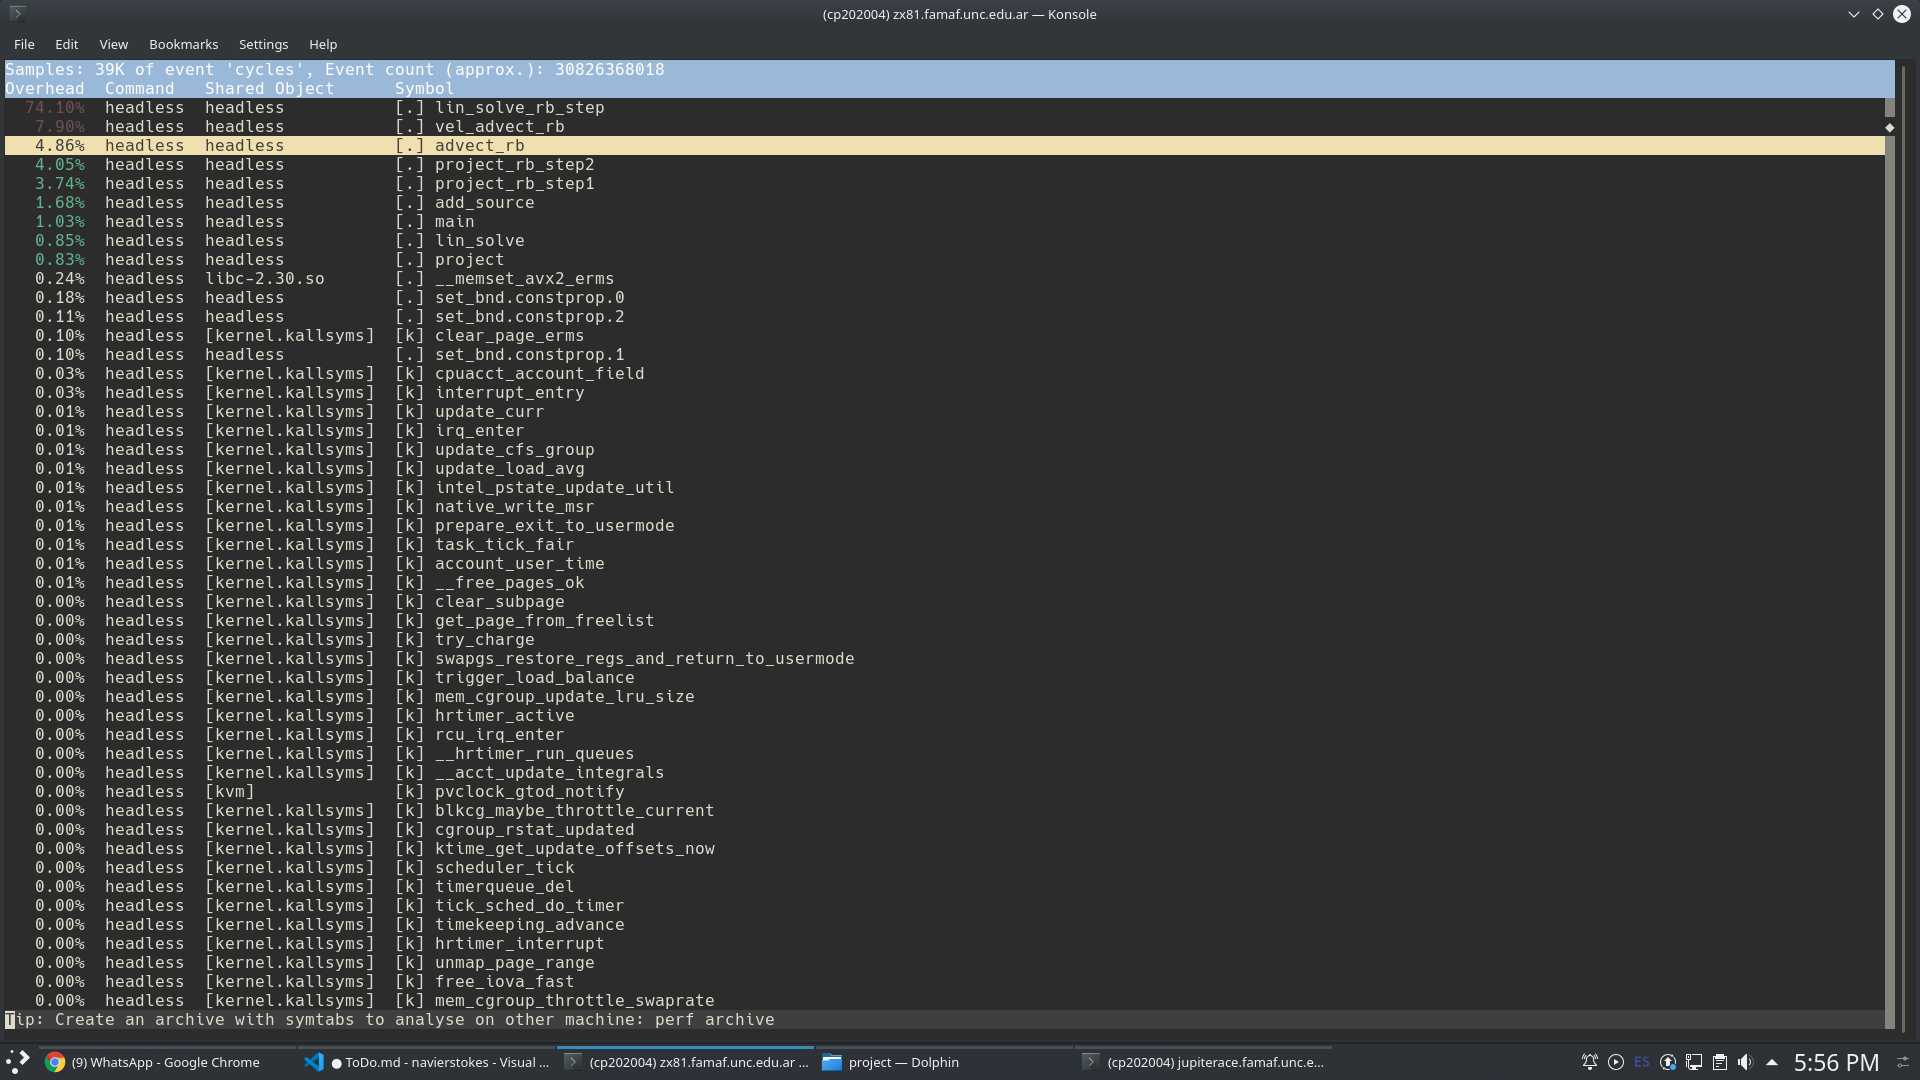 (cp202004) zx81.famaf.unc.edu.ar — Konsole
File Edit View Bookmarks Settings Help
Samples: 39K of event 'cycles', Event count (approx.): 30826368018
Overhead  Command   Shared Object      Symbol
74.10%  headless  headless           [.] lin_solve_rb_step
7.90%  headless  headless           [.] vel_advect_rb
4.86%  headless  headless           [.] advect_rb
4.05%  headless  headless           [.] project_rb_step2
3.74%  headless  headless           [.] project_rb_step1
1.68%  headless  headless           [.] add_source
1.03%  headless  headless           [.] main
0.85%  headless  headless           [.] lin_solve
0.83%  headless  headless           [.] project
0.24%  headless  libc-2.30.so       [.] __memset_avx2_erms
0.18%  headless  headless           [.] set_bnd.constprop.0
0.11%  headless  headless           [.] set_bnd.constprop.2
0.10%  headless  [kernel.kallsyms]  [k] clear_page_erms
0.10%  headless  headless           [.] set_bnd.constprop.1
0.03%  headless  [kernel.kallsyms]  [k] cpuacct_account_field
0.03%  headless  [kernel.kallsyms]  [k] interrupt_entry
0.01%  headless  [kernel.kallsyms]  [k] update_curr
0.01%  headless  [kernel.kallsyms]  [k] irq_enter
0.01%  headless  [kernel.kallsyms]  [k] update_cfs_group
0.01%  headless  [kernel.kallsyms]  [k] update_load_avg
0.01%  headless  [kernel.kallsyms]  [k] intel_pstate_update_util
0.01%  headless  [kernel.kallsyms]  [k] native_write_msr
0.01%  headless  [kernel.kallsyms]  [k] prepare_exit_to_usermode
0.01%  headless  [kernel.kallsyms]  [k] task_tick_fair
0.01%  headless  [kernel.kallsyms]  [k] account_user_time
0.01%  headless  [kernel.kallsyms]  [k] __free_pages_ok
0.00%  headless  [kernel.kallsyms]  [k] clear_subpage
0.00%  headless  [kernel.kallsyms]  [k] get_page_from_freelist
0.00%  headless  [kernel.kallsyms]  [k] try_charge
0.00%  headless  [kernel.kallsyms]  [k] swapgs_restore_regs_and_return_to_usermode
0.00%  headless  [kernel.kallsyms]  [k] trigger_load_balance
0.00%  headless  [kernel.kallsyms]  [k] mem_cgroup_update_lru_size
0.00%  headless  [kernel.kallsyms]  [k] hrtimer_active
0.00%  headless  [kernel.kallsyms]  [k] rcu_irq_enter
0.00%  headless  [kernel.kallsyms]  [k] __hrtimer_run_queues
0.00%  headless  [kernel.kallsyms]  [k] __acct_update_integrals
0.00%  headless  [kvm]              [k] pvclock_gtod_notify
0.00%  headless  [kernel.kallsyms]  [k] blkcg_maybe_throttle_current
0.00%  headless  [kernel.kallsyms]  [k] cgroup_rstat_updated
0.00%  headless  [kernel.kallsyms]  [k] ktime_get_update_offsets_now
0.00%  headless  [kernel.kallsyms]  [k] scheduler_tick
0.00%  headless  [kernel.kallsyms]  [k] timerqueue_del
0.00%  headless  [kernel.kallsyms]  [k] tick_sched_do_timer
0.00%  headless  [kernel.kallsyms]  [k] timekeeping_advance
0.00%  headless  [kernel.kallsyms]  [k] hrtimer_interrupt
0.00%  headless  [kernel.kallsyms]  [k] unmap_page_range
0.00%  headless  [kernel.kallsyms]  [k] free_iova_fast
0.00%  headless  [kernel.kallsyms]  [k] mem_cgroup_throttle_swaprate
Tip: Create an archive with symtabs to analyse on other machine: perf archive
(9) WhatsApp - Google Chrome ● ToDo.md - navierstokes - Visual ... (cp202004) zx81.famaf.unc.edu.ar ... project — Dolphin (cp202004) jupiterace.famaf.unc.e... ES 5:56 PM